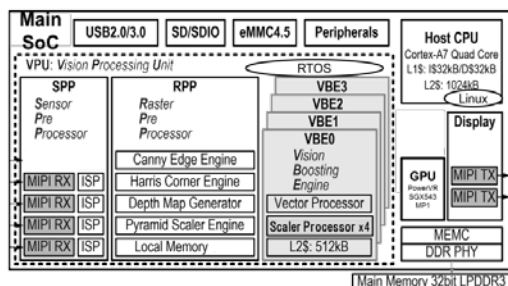 Main
SoC
USB2.0/3.0
SD/SDIO
eMMC4.5
Peripherals
VPU: Vision Processing Unit
RTOS
SPP
Sensor
Pre
Processor
MIPI RX ISP
MIPI RX ISP
MIPI RX ISP
MIPI RX ISP
RPP
Raster
Pre
Processor
Canny Edge Engine
Harris Corner Engine
Depth Map Generator
Pyramid Scaler Engine
Local Memory
VBE3
VBE2
VBE1
VBE0
Vision
Boosting
Engine
Vector Processor
Scaler Processor x4
L2$: 512kB
Host CPU
Cortex-A7 Quad Core
L1$: I$32kB/D$32kB
L2$: 1024kB
Linux
Display
GPU
PowerVR
SGX543
MP1
MIPI TX
MIPI TX
MEMC
DDR PHY
Main Memory 32bit LPDDR3